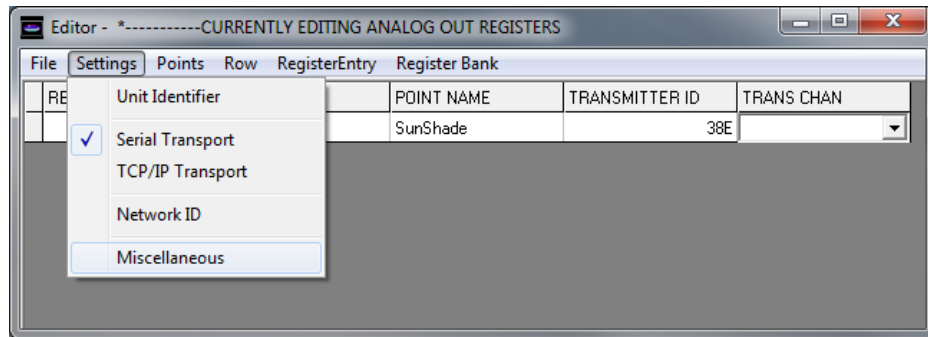 Editor - *-----------CURRENTLY EDITING ANALOG OUT REGISTERS
File Settings Points Row RegisterEntry Register Bank
RE POINT NAME TRANSMITTER ID TRANS CHAN
SunShade 38E
Unit Identifier
Serial Transport
TCP/IP Transport
Network ID
Miscellaneous